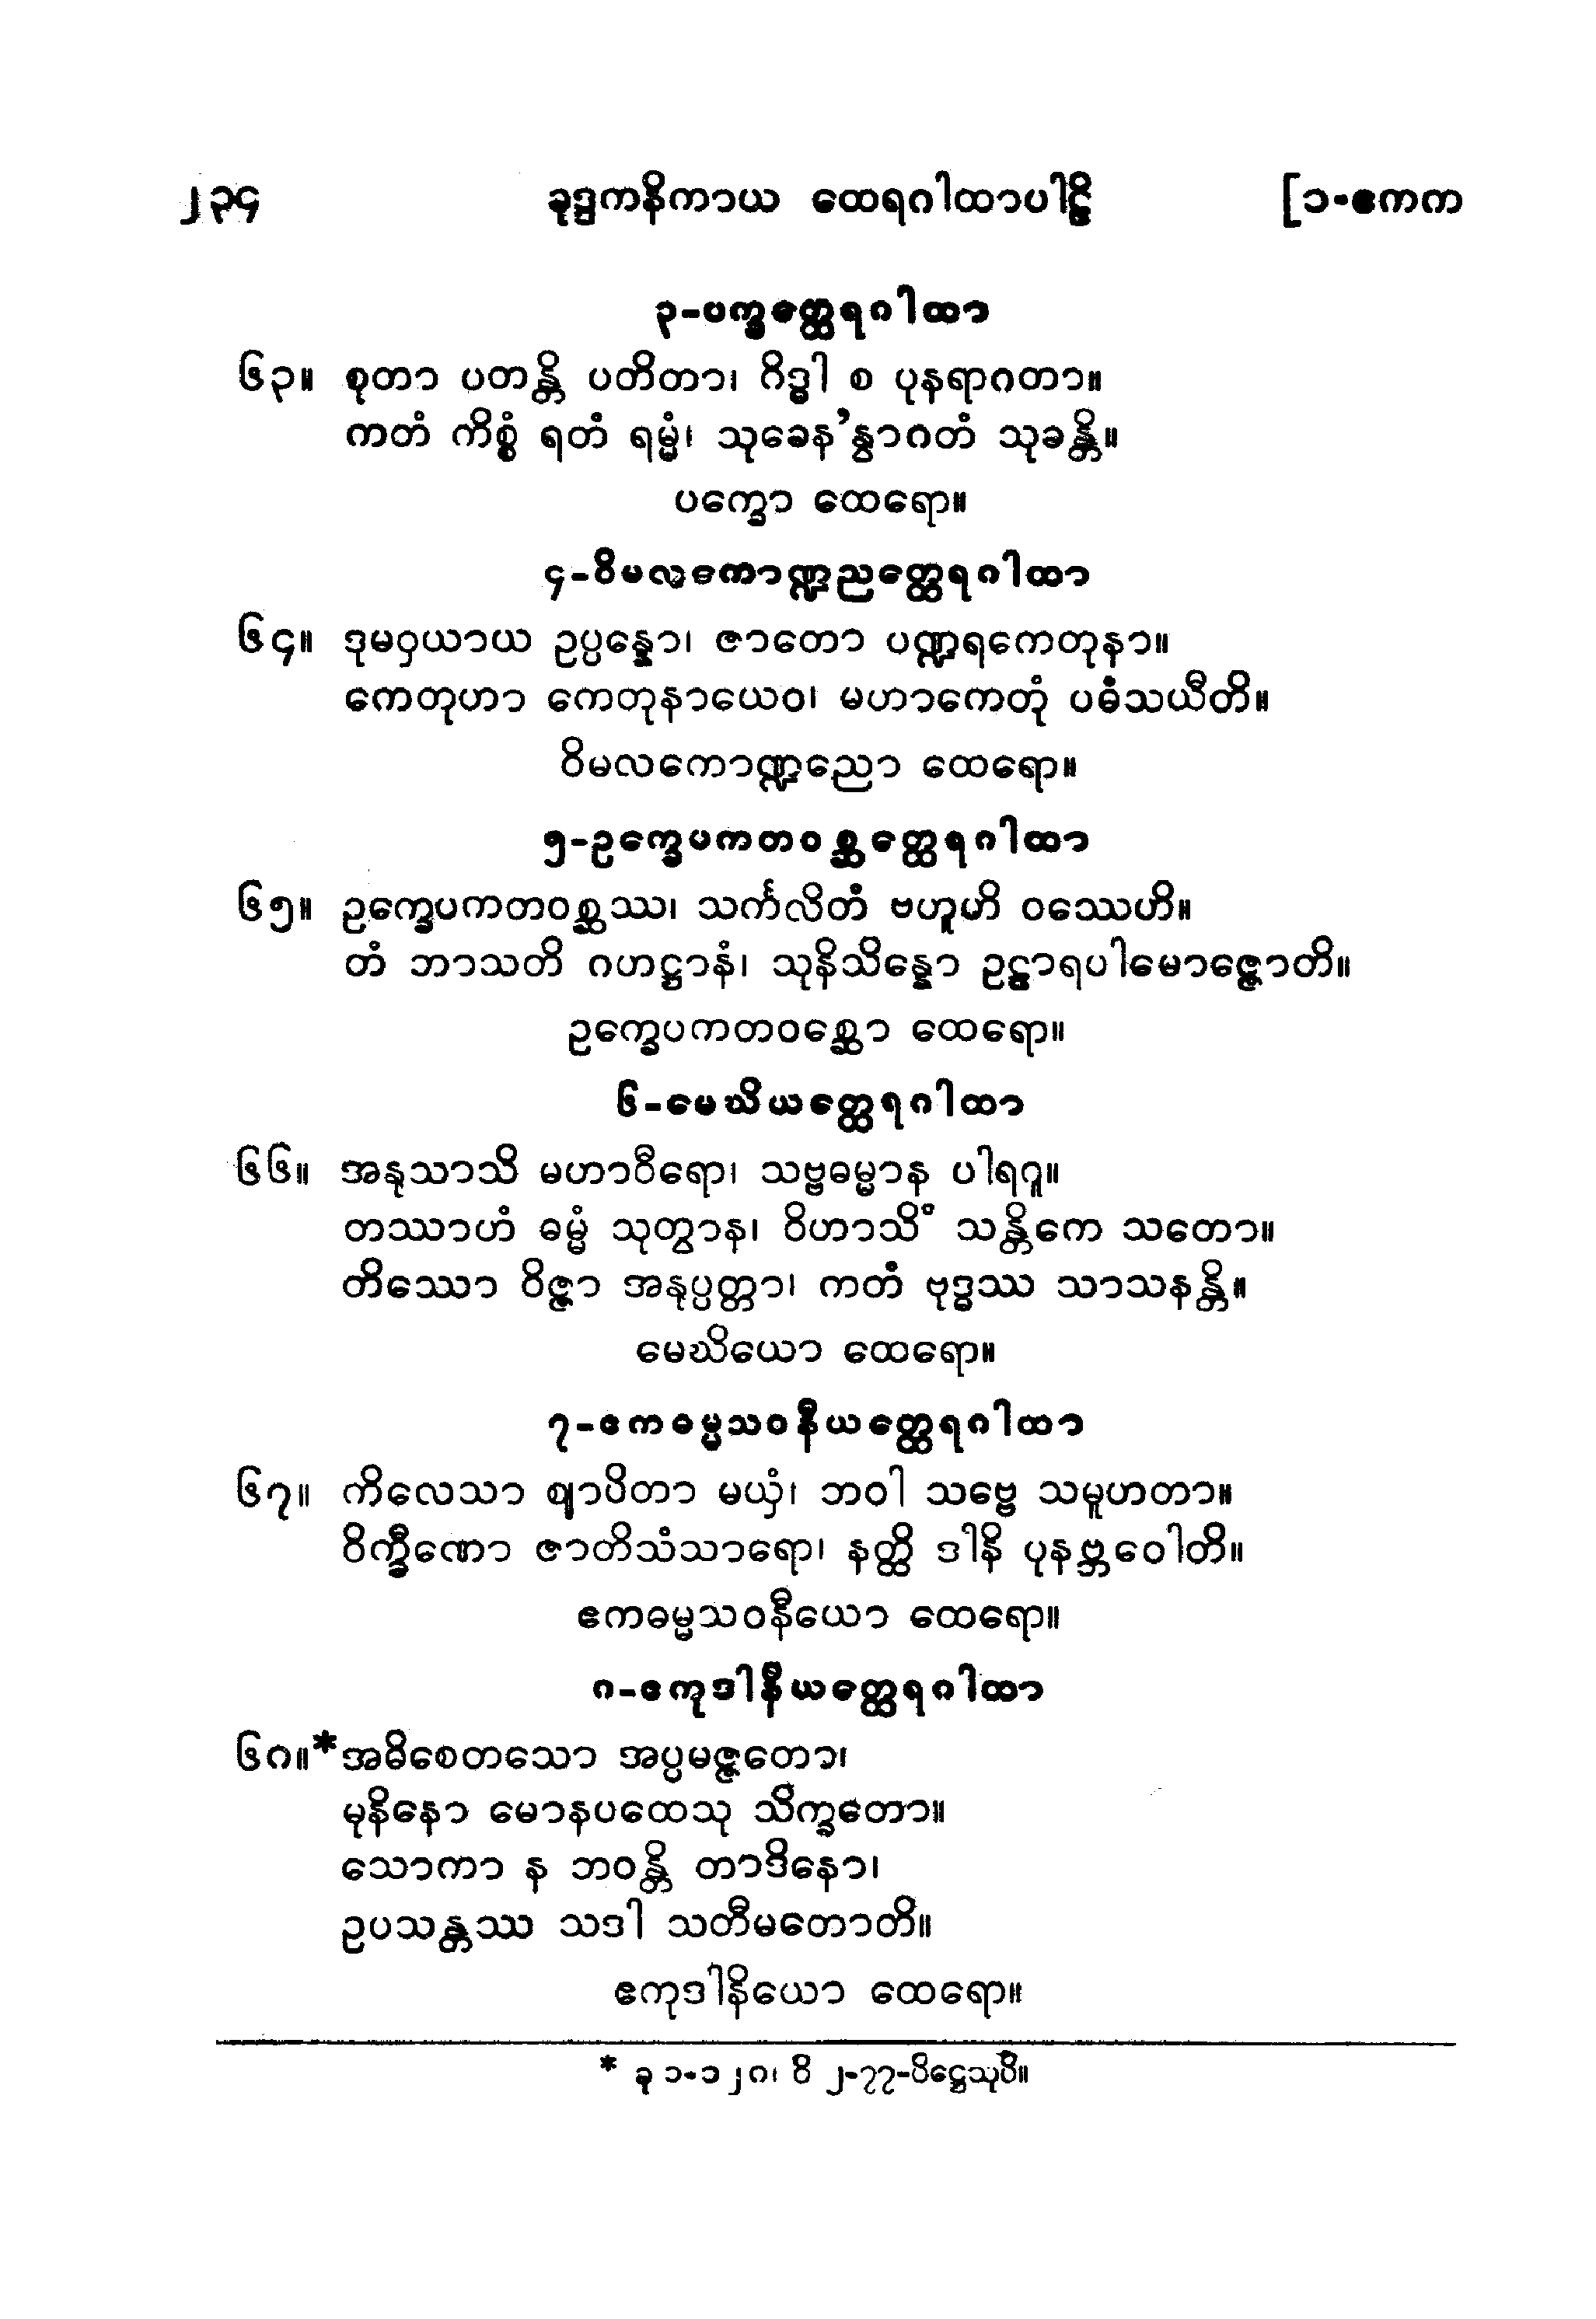 ၂၃၄ ခုဒ္ဒကနိကာယ ထေရဂါထာပါဠိ [၁-ဧကက
၃-ပက္ခတ္ထေရဂါထာ
၆၃။ စုတာ ပတန္တိ ပတိတာ၊ ဂိဒ္ဓါ စ ပုနရာဂတာ။
ကတံ ကိစ္စံ ရတံ ရမ္မံ၊ သုခေန’န္វာဂတံ သုခန္တိ။
ပက္ခော ထေရော။
၄-ဝိမလကောဏ္ဍညတ္ထေရဂါထာ
၆၄။ ဒုမဝှယာယ ဥပ္ပန္နော၊ ဇာတော ပဏ္ဍရကေတုနာ။
ကေတုဟာ ကေတုနာယေဝ၊ မဟာကေတုံ ပဓံသယီတိ။
ဝိမလကောဏ္ဍညော ထေရော။
၅-ဥက္ခေပကတဝစ္ဆတ္ထေရဂါထာ
၆၅။ ဥက္ခေပကတဝစ္ဆဿ၊ သင်္ကလိတံ ဗဟူဟိ ဝဿေဟိ။
တံ ဘာသတိ ဂဟဋ္ဌာနံ၊ သုနိသိန္နော ဥဠာရပါမောဇ္ဇောတိ။
ဥက္ခေပကတဝစ္ဆော ထေရော။
၆-မေဃိယတ္ထေရဂါထာ
၆၆။ အနုသာသိ မဟာဝီရော၊ သဗ္ဗဓမ္မာန ပါရဂူ။
တဿာဟံ ဓမ္မံ သုတွာန၊ ဝိဟာသိံ သန္တိကေ သတော။
တိဿော ဝိဇ္ဇာ အနုပ္ပတ္တာ၊ ကတံ ဗုဒ္ဓဿ သာသနန္တိ။
မေဃိယော ထေရော။
၇-ဧကဓမ္မသဝနီယတ္ထေရဂါထာ
၆၇။ ကိလေသာ ဈာပိတာ မယှံ၊ ဘဝါ သဗ္ဗေ သမူဟတာ။
ဝိက္ခီဏော ဇာတိသံသာရော၊ နတ္ထိ ဒါနိ ပုနဗ္ဘဝေါတိ။
ဧကဓမ္မသဝနီယော ထေရော။
၈-ဧကုဒါနီယတ္ထေရဂါထာ
၆၈။*အဓိစေတသော အပ္ပမဇ္ဇတော၊
မုနိနော မောနပထေသု သိက္ခတော။
သောကာ န ဘဝန္တိ တာဒိနော၊
ဥပသန္တဿ သဒါ သတီမတောတိ။
ဧကုဒါနိယော ထေရော။
* ခု ၁-၁၂၈၊ ဝိ ၂-၇၇-ပိဋ္ဌေသုပိ။